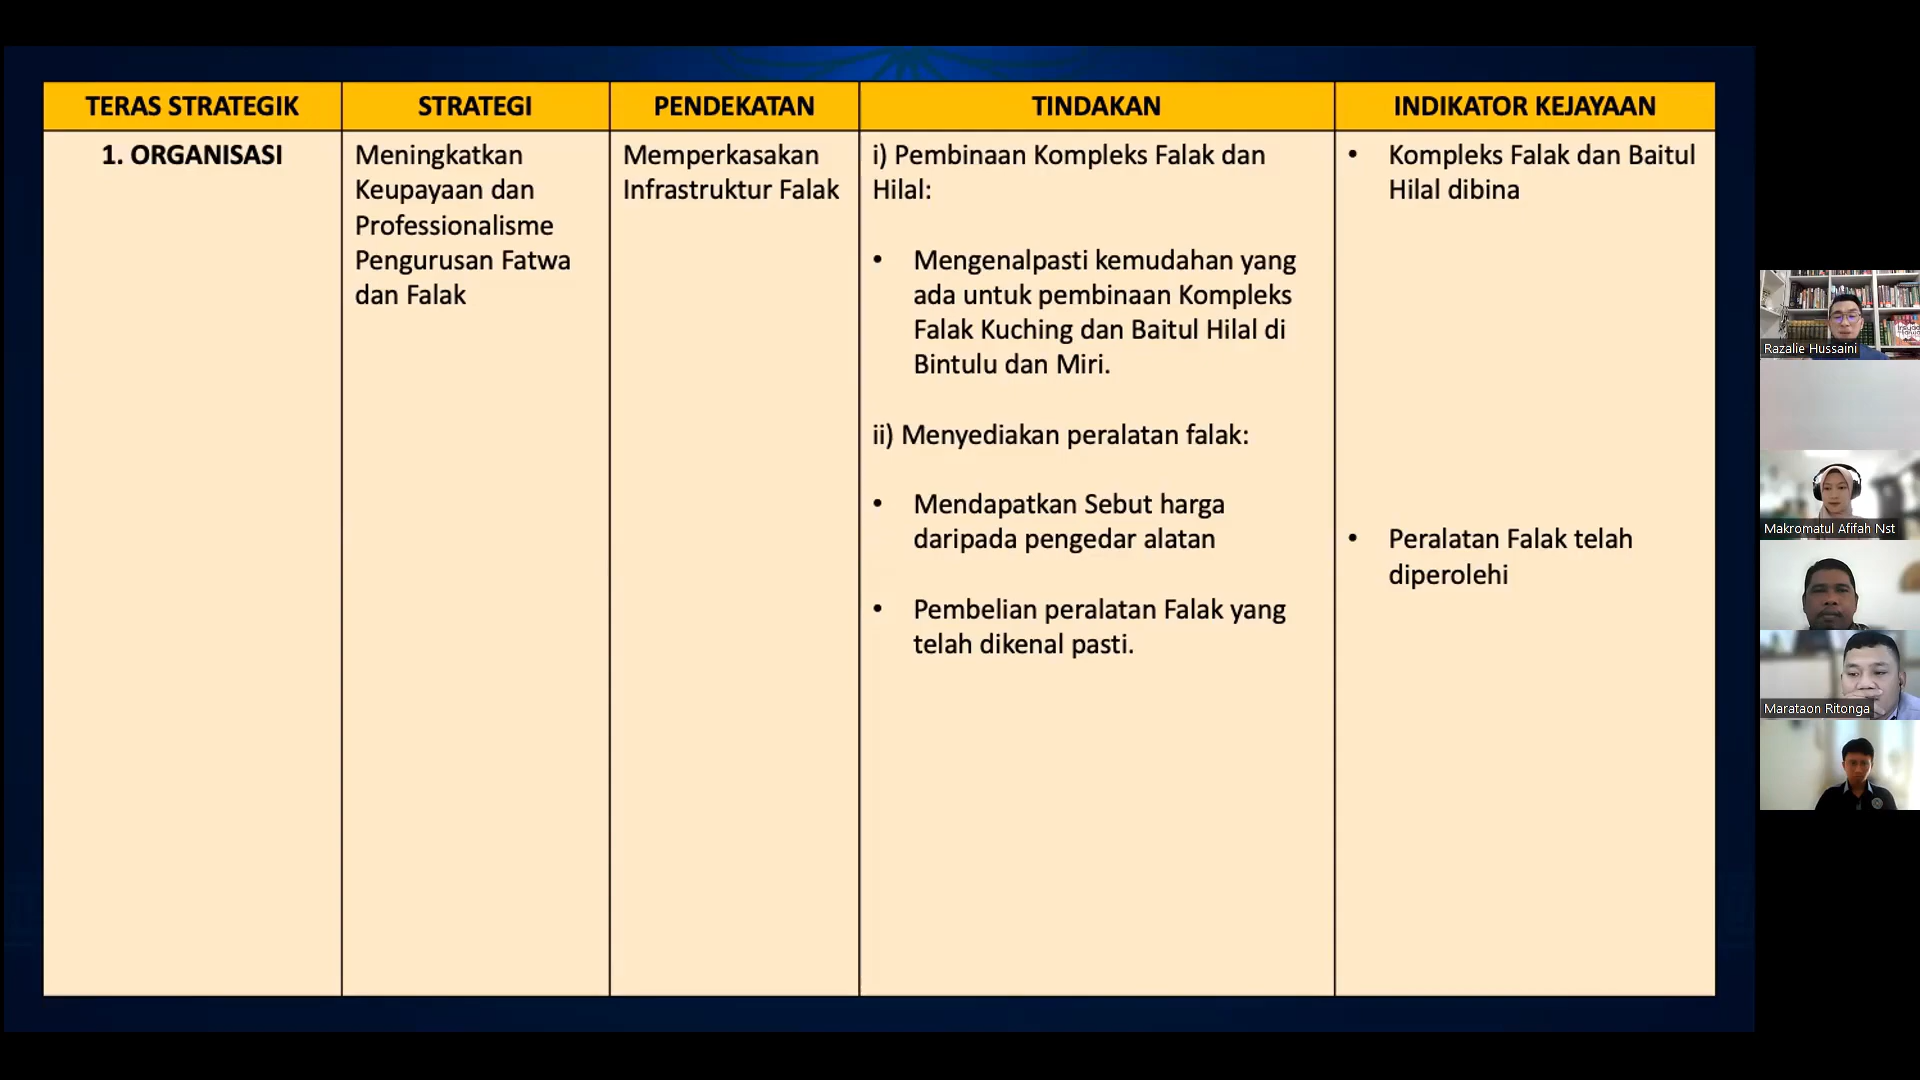 TERAS STRATEGIK
STRATEGI
PENDEKATAN
TINDAKAN
INDIKATOR KEJAYAAN
1. ORGANISASI
Meningkatkan
Keupayaan dan
Professionalisme
Pengurusan Fatwa
dan Falak
Memperkasakan
Infrastruktur Falak
i) Pembinaan Kompleks Falak dan
Hilal:
• Mengenalpasti kemudahan yang
ada untuk pembinaan Kompleks
Falak Kuching dan Baitul Hilal di
Bintulu dan Miri.
ii) Menyediakan peralatan falak:
• Mendapatkan Sebut harga
daripada pengedar alatan
• Pembelian peralatan Falak yang
telah dikenal pasti.
• Kompleks Falak dan Baitul
Hilal dibina
• Peralatan Falak telah
diperolehi
Razalie Hussaini
Makromatul Afifah Nst
Marataon Ritonga